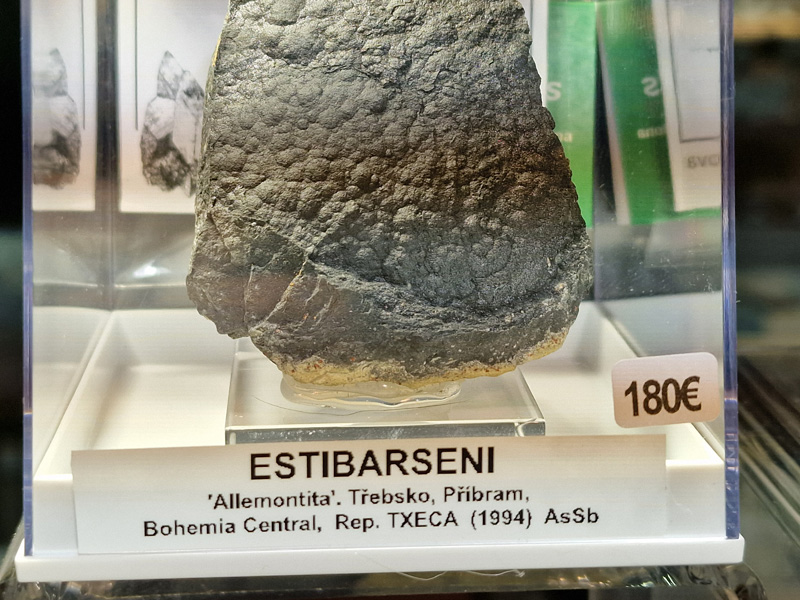 180€
ESTIBARSENI
'Allemontita'. Třebsko, Příbram,
Bohemia Central, Rep. TXECA (1994) AsSb